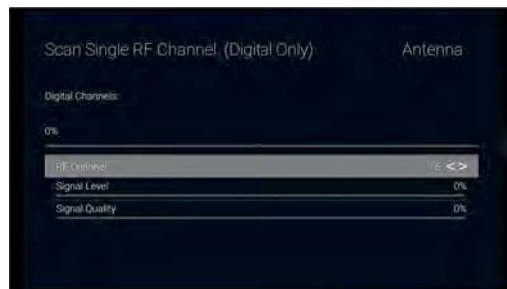 Scan Single RF Channel (Digital Only) Antenna
Digital Channels:
0%
RF Channel < >
Signal Level 0%
Signal Quality 0%